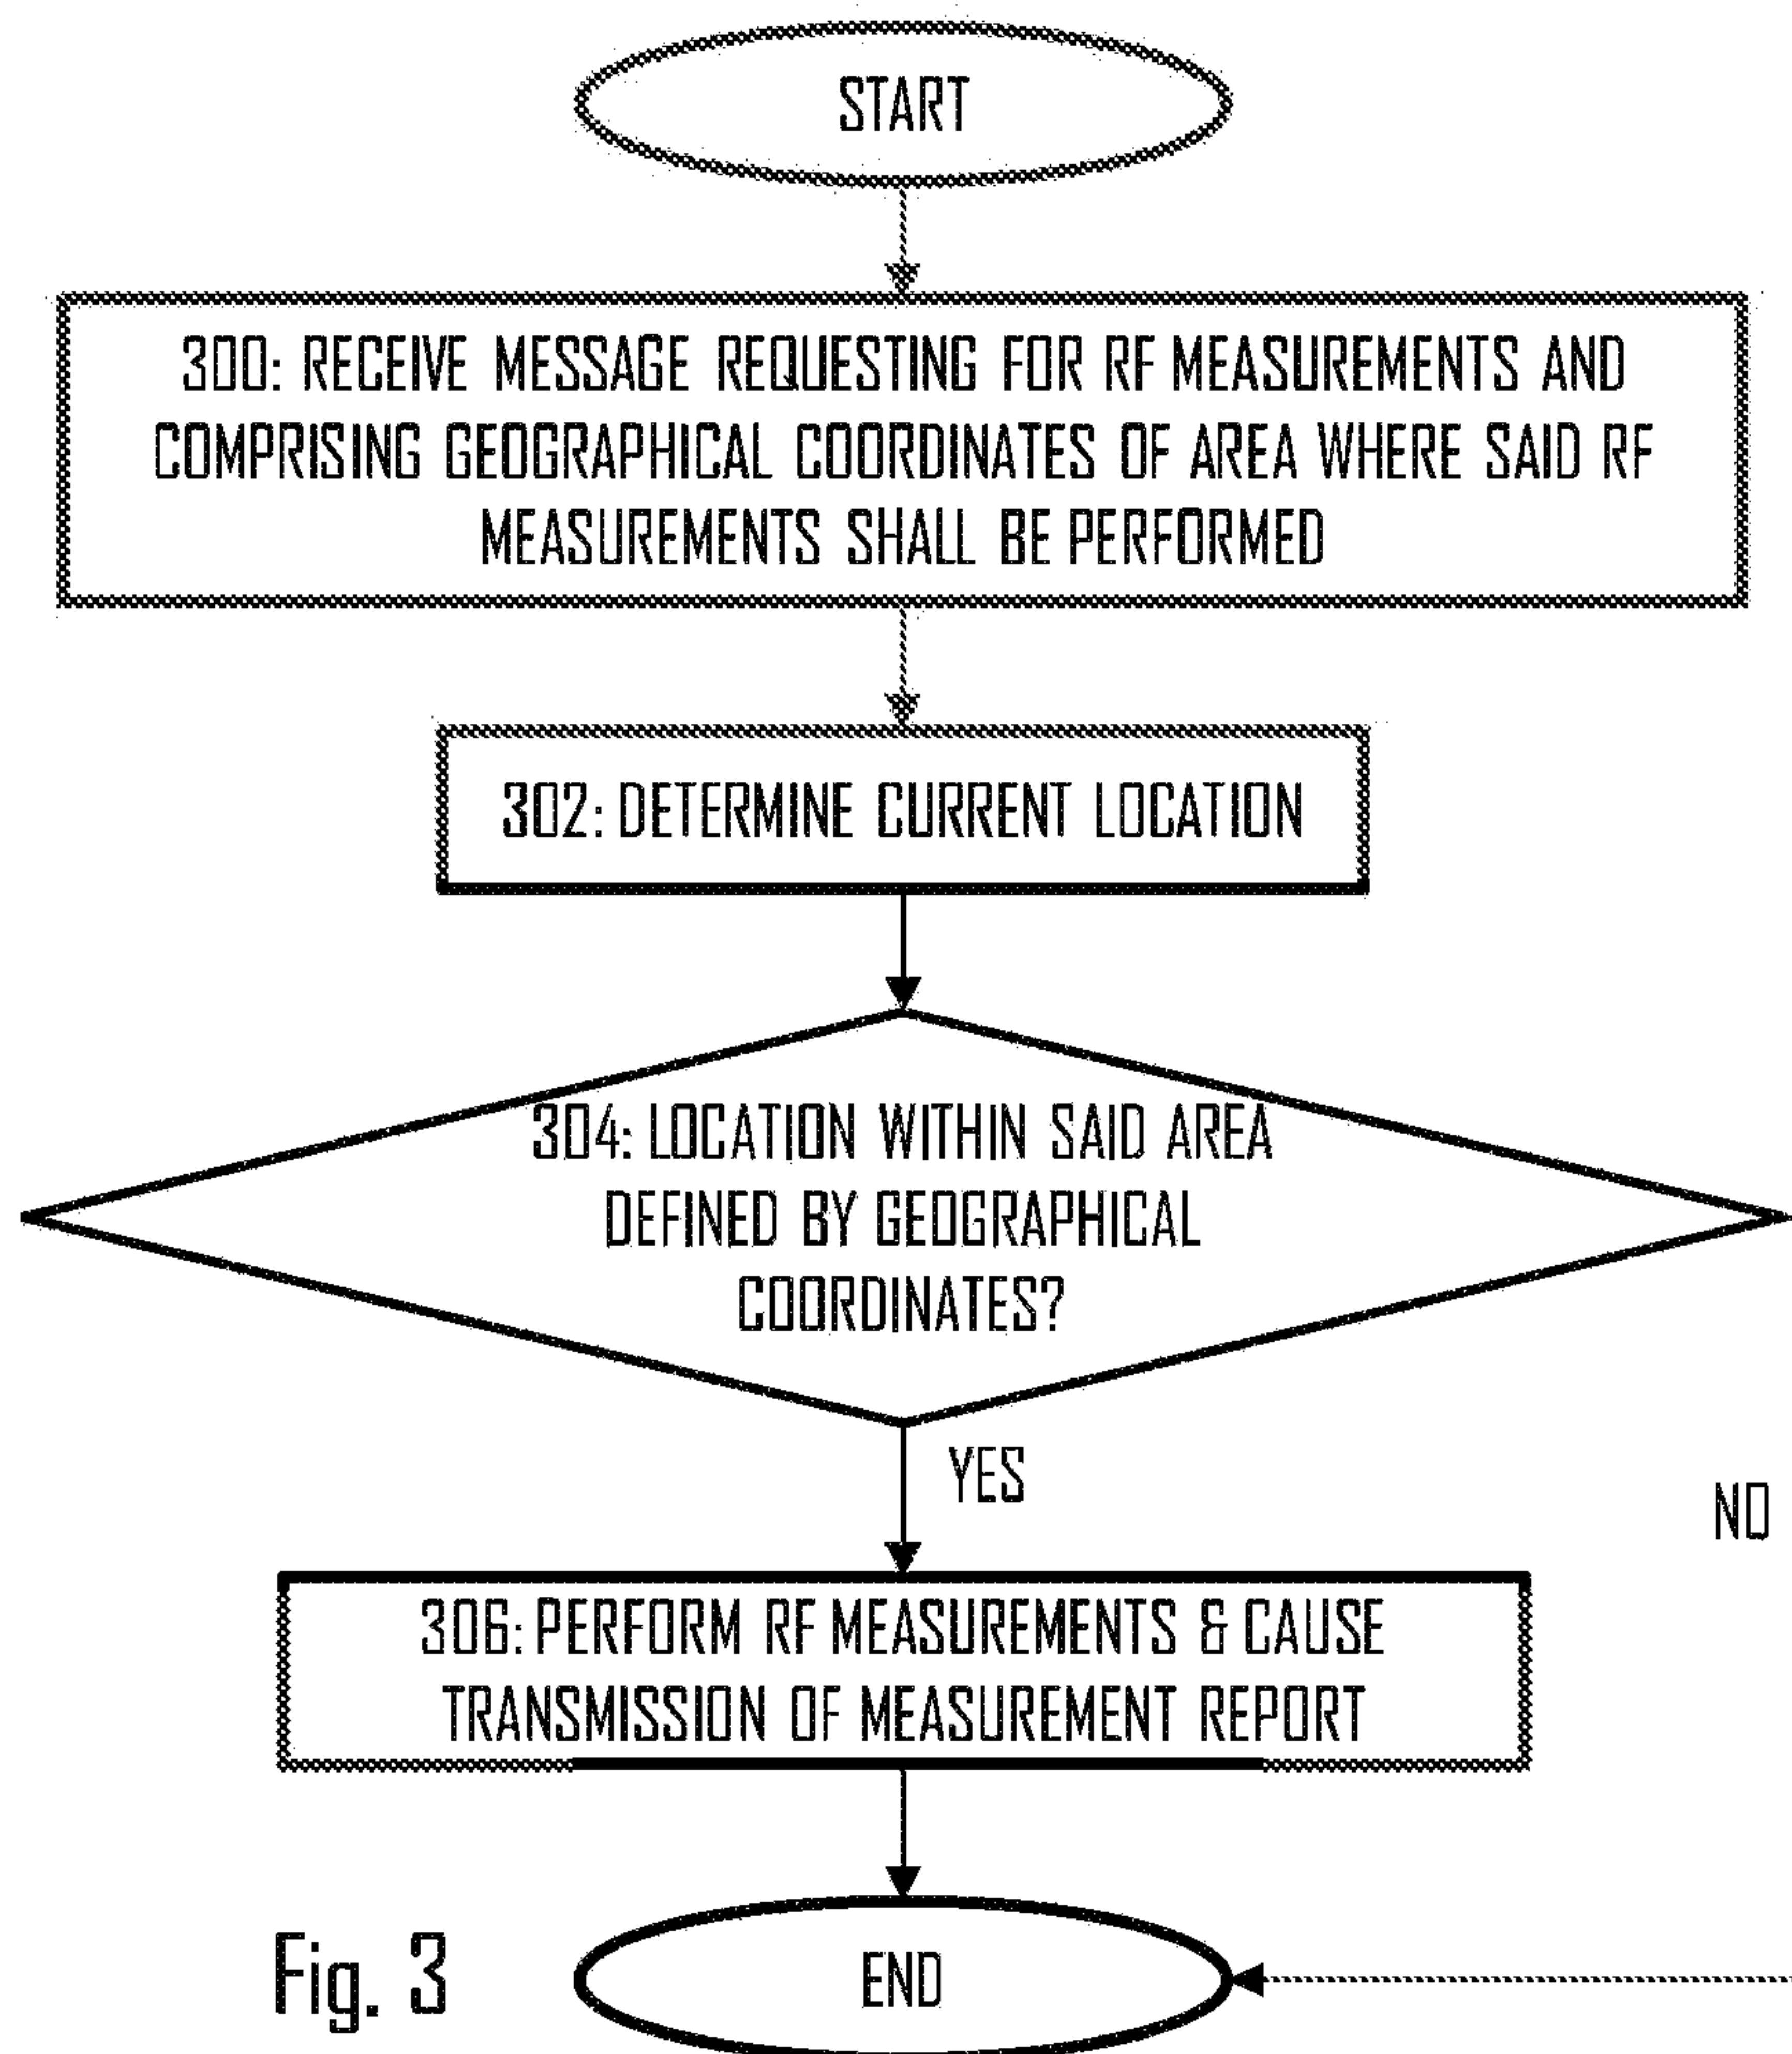 START
300: RECEIVE MESSAGE REQUESTING FOR RF MEASUREMENTS AND
COMPRISING GEOGRAPHICAL COORDINATES OF AREA WHERE SAID RF
MEASUREMENTS SHALL BE PERFORMED
302: DETERMINE CURRENT LOCATION
304: LOCATION WITHIN SAID AREA
DEFINED BY GEOGRAPHICAL
COORDINATES?
YES
NO
306: PERFORM RF MEASUREMENTS & CAUSE
TRANSMISSION OF MEASUREMENT REPORT
Fig. 3
END